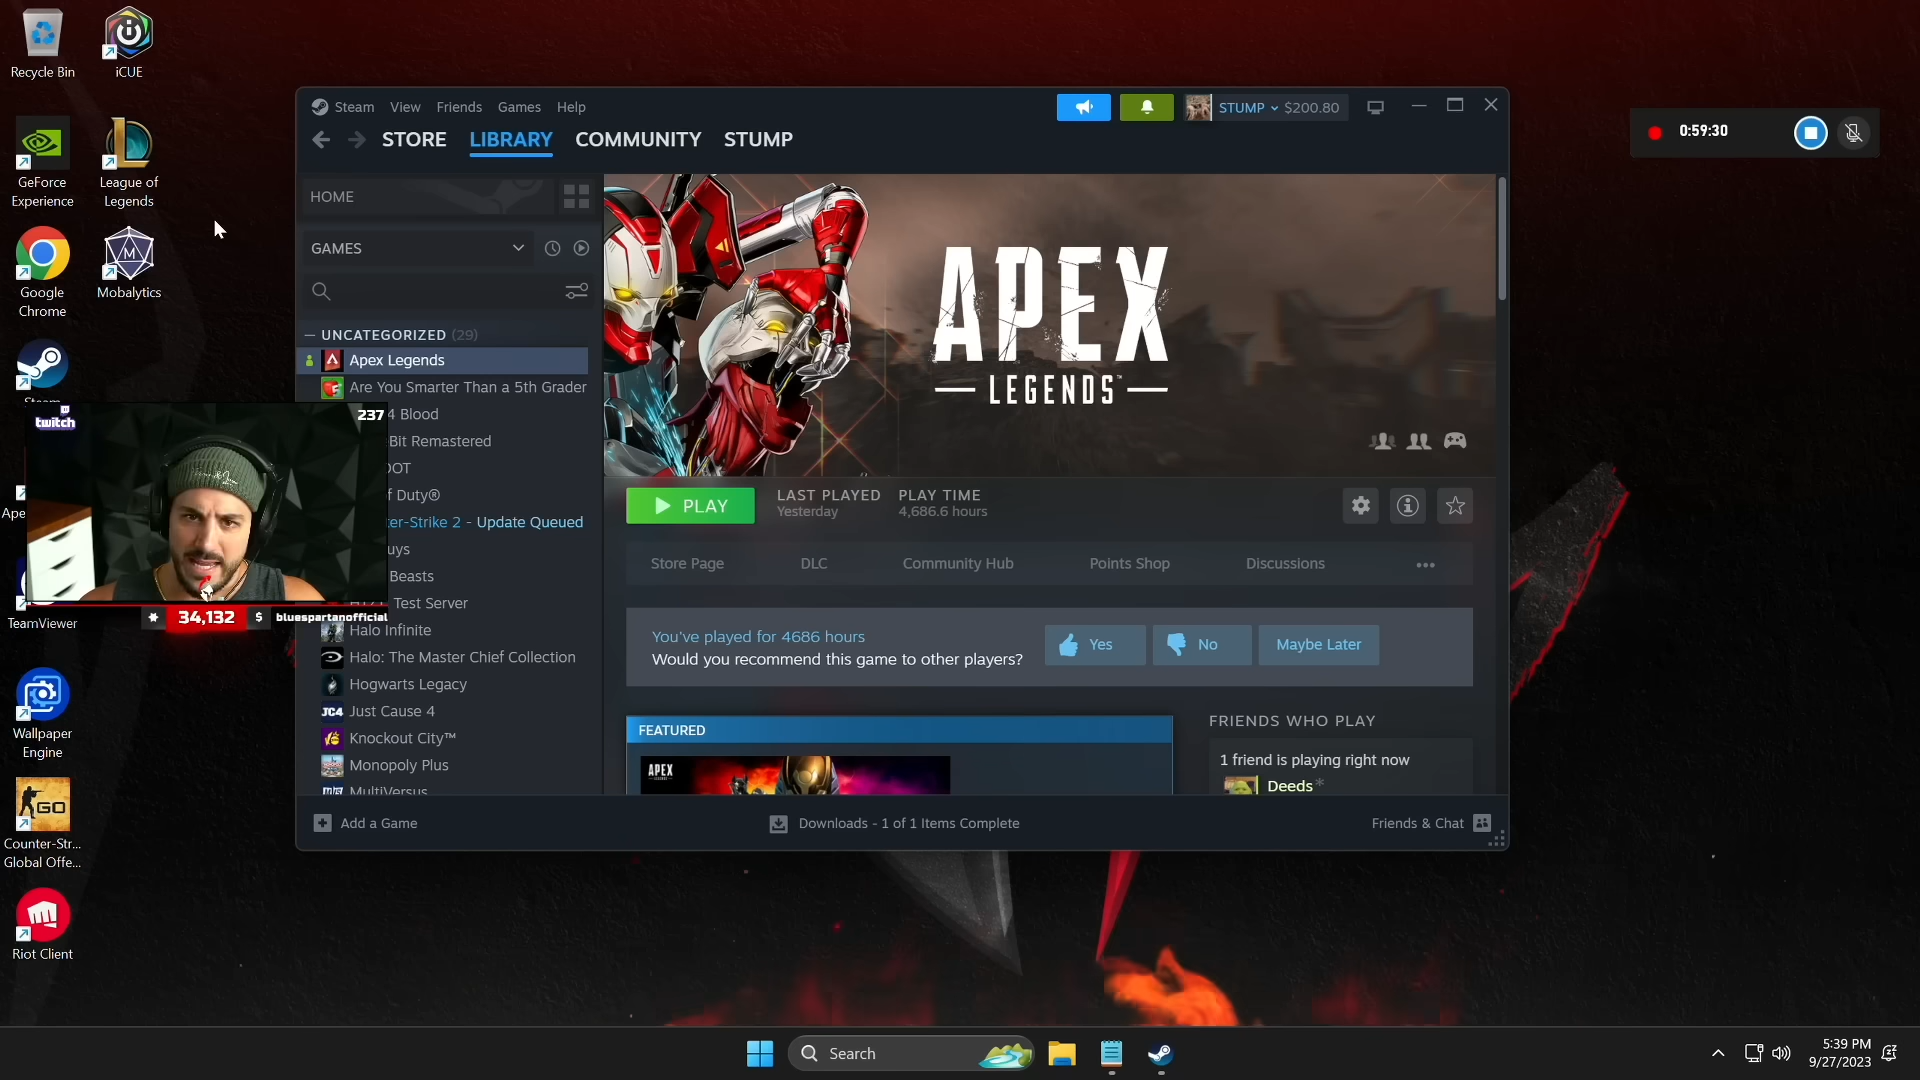 Recycle Bin
iCUE
GeForce
Experience
League of
Legends
Google
Chrome
Mobalytics
TeamViewer
Wallpaper
Engine
Counter-Str...
Global Offe...
Riot Client
twitch
237
34,132
$
bluespartanofficial
Steam View Friends Games Help
STUMP $200.80
STORE LIBRARY COMMUNITY STUMP
HOME
GAMES
— UNCATEGORIZED (29)
Apex Legends
Are You Smarter Than a 5th Grader
4 Blood
Bit Remastered
OOT
f Duty®
ter-Strike 2 - Update Queued
uys
Beasts
Test Server
Halo Infinite
Halo: The Master Chief Collection
Hogwarts Legacy
JC4 Just Cause 4
Knockout City™
Monopoly Plus
MultiVersus
Add a Game
APEX
LEGENDS™
PLAY
LAST PLAYED
Yesterday
PLAY TIME
4,686.6 hours
Store Page DLC Community Hub Points Shop Discussions •••
You've played for 4686 hours
Would you recommend this game to other players?
Yes
No
Maybe Later
FEATURED
APEX
FRIENDS WHO PLAY
1 friend is playing right now
Deeds*
Downloads - 1 of 1 Items Complete
Friends & Chat
0:59:30
Search
5:39 PM
9/27/2023